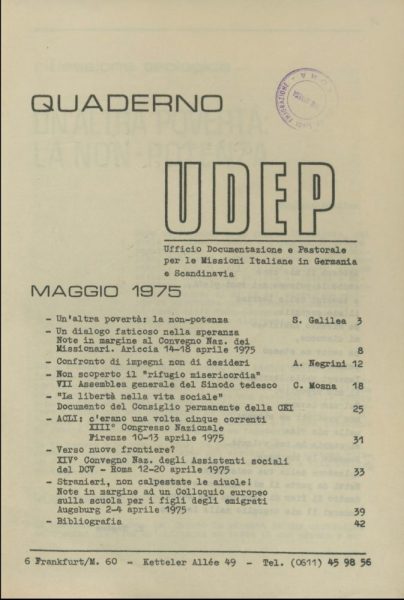 QUADERNO
UDEP
Ufficio Documentazione e Pastorale
per le Missioni Italiane in Germania
e Scandinavia
MAGGIO 1975
- Un'altra povertà: la non-potenza S. Galilea 3
- Un dialogo faticoso nella speranza
Note in margine al Convegno Naz. dei
Missionari. Ariccia 14-18 aprile 1975 8
- Confronto di impegni non di desideri A. Negrini 12
- Non scoperto il "rifugio misericordia"
VII Assemblea generale del Sinodo tedesco C. Mosna 18
- "La libertà nella vita sociale"
Documento del Consiglio permanente della CEI 25
- ACLI: c'erano una volta cinque correnti
XIII° Congresso Nazionale
Firenze 10-13 aprile 1975 31
- Verso nuove frontiere?
XIV° Convegno Naz. degli Assistenti sociali
del DCV - Roma 12-20 aprile 1975 33
- Stranieri, non calpestate le aiuole!
Note in margine ad un Colloquio europeo
sulla scuola per i figli degli emigrati
Augsburg 2-4 aprile 1975 39
- Bibliografia 42
6 Frankfurt/M. 60 - Ketteler Allée 49 - Tel. (0611) 45 98 56